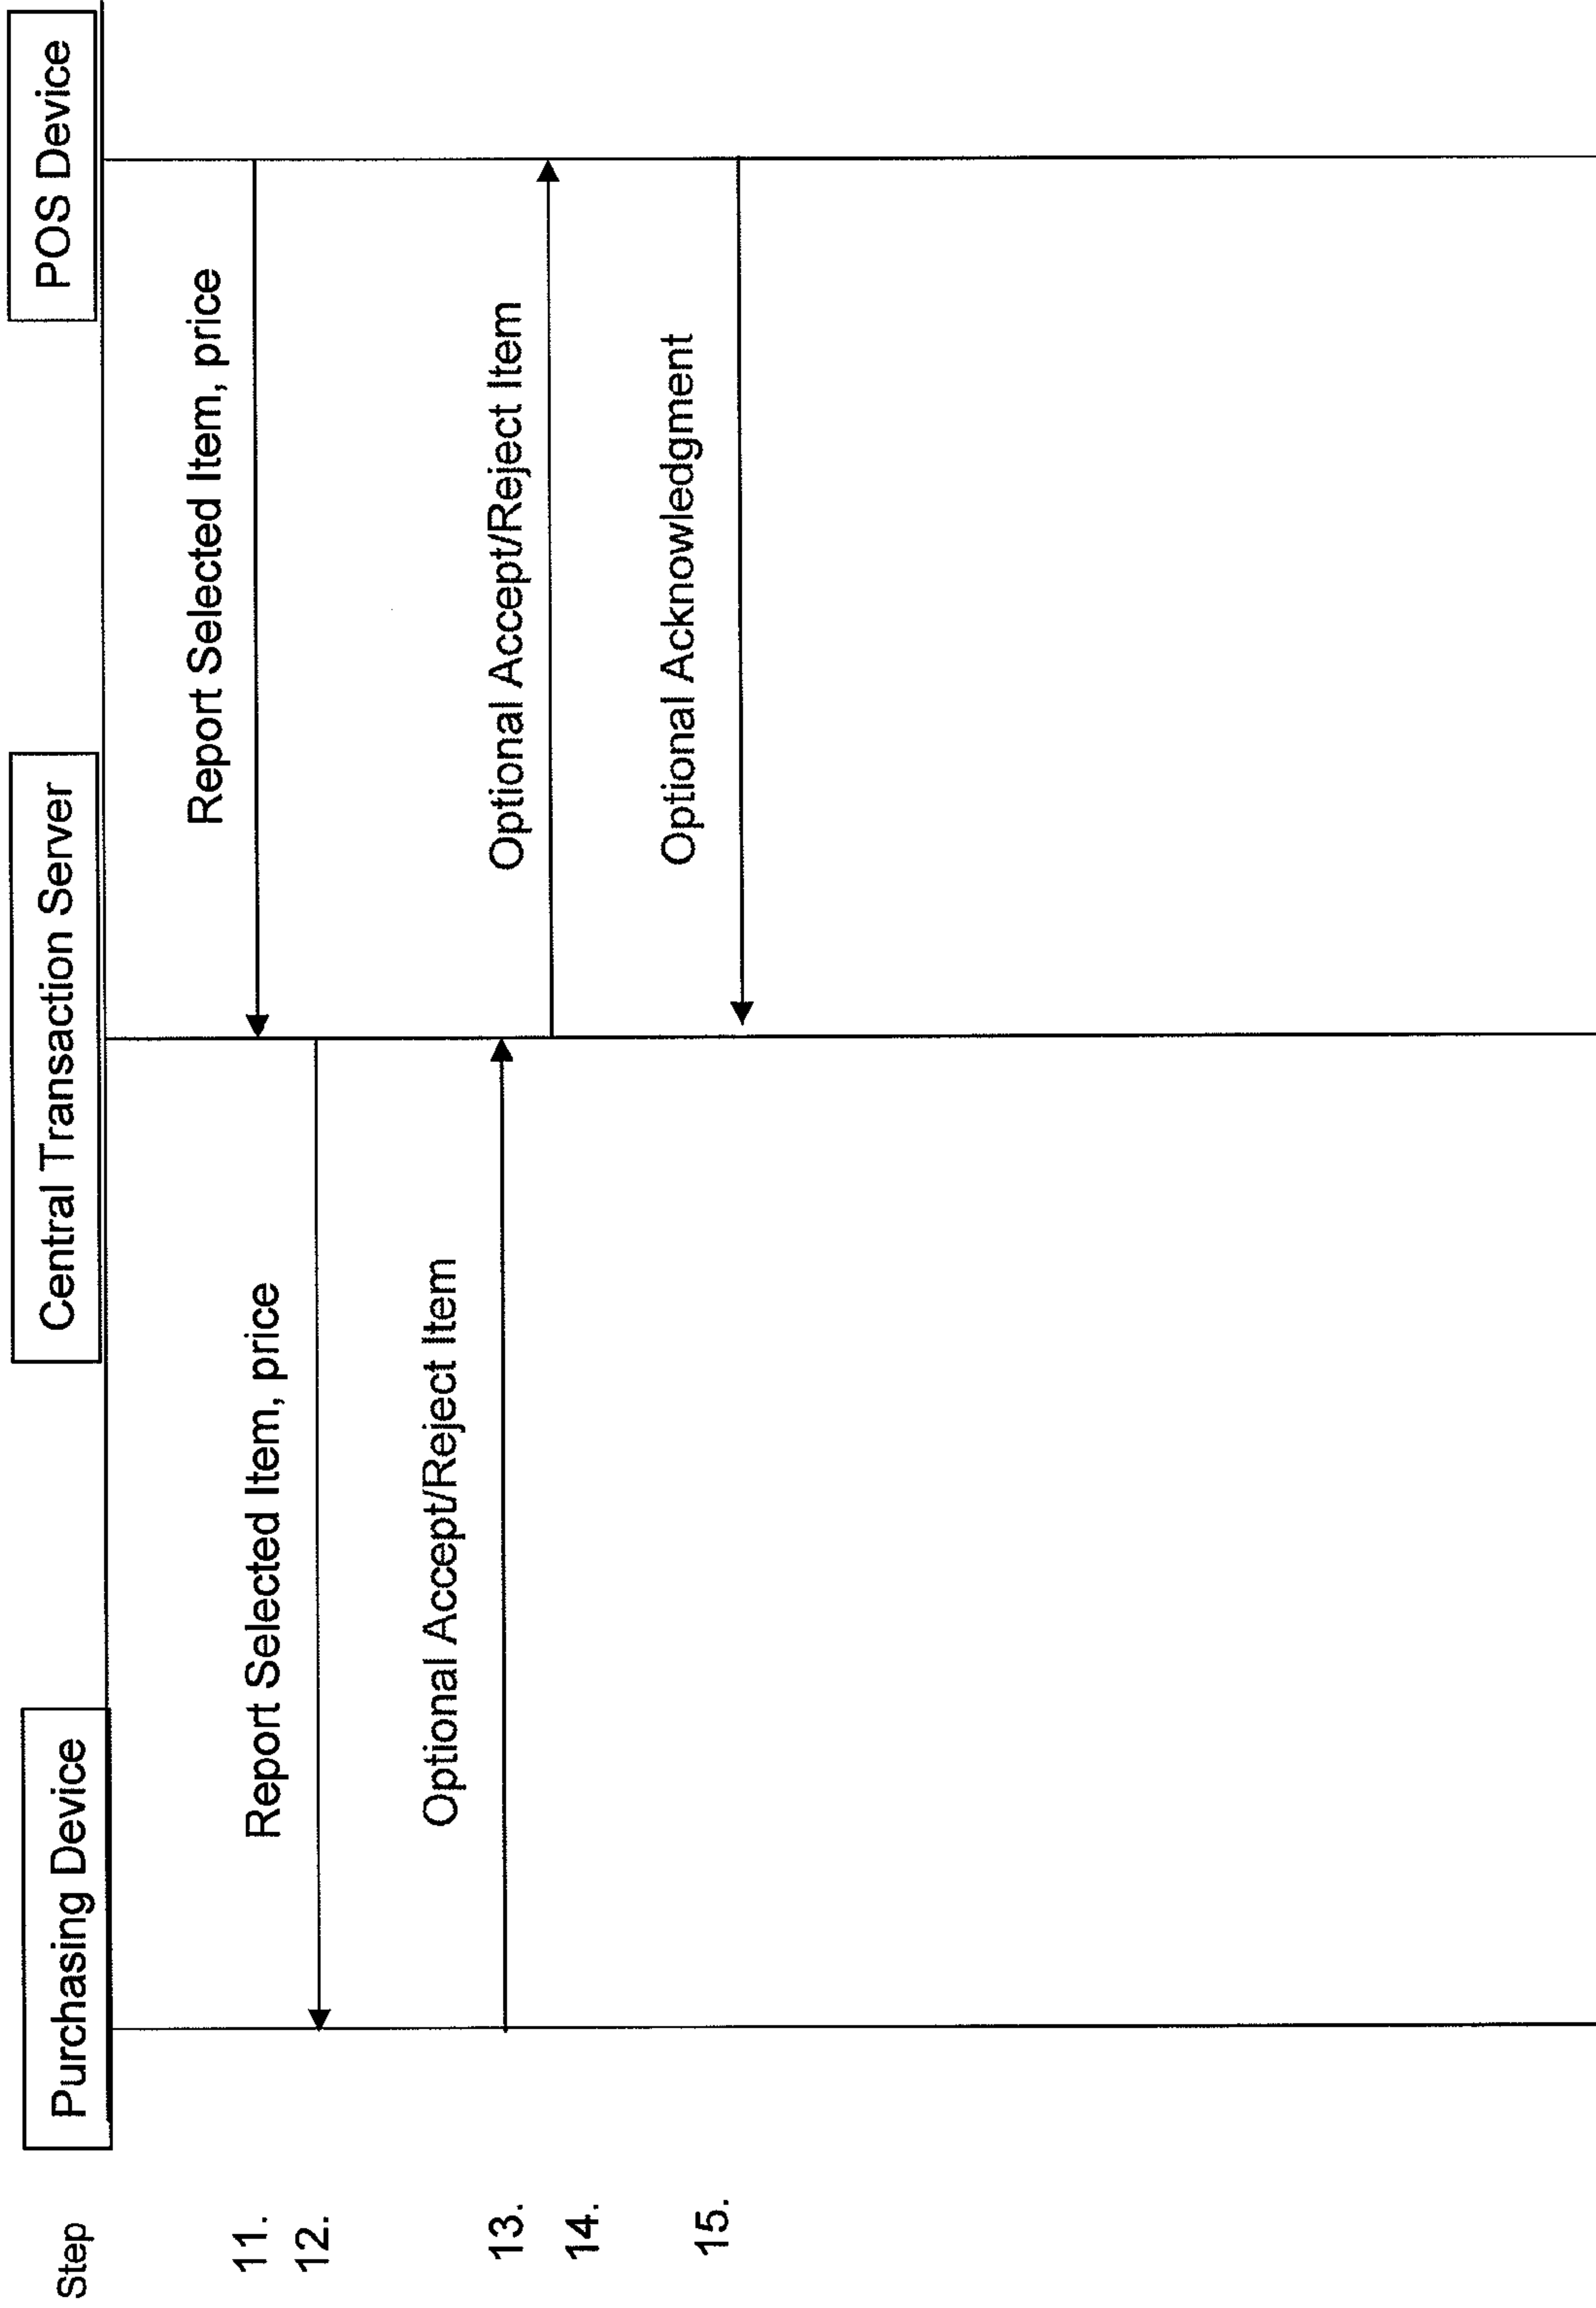 Step
Purchasing Device
Central Transaction Server
POS Device
11.
Report Selected Item, price
12.
Report Selected Item, price
13.
Optional Accept/Reject Item
14.
Optional Accept/Reject Item
15.
Optional Acknowledgment